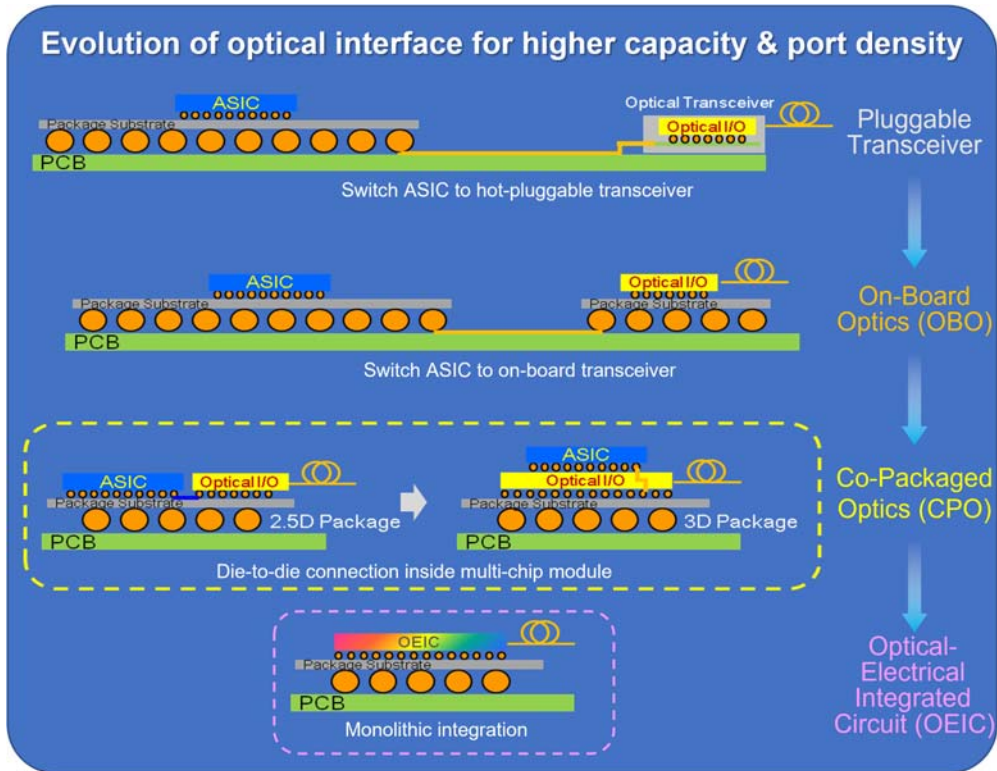 Evolution of optical interface for higher capacity & port density
ASIC
Package Substrate
PCB
Optical Transceiver
Optical I/O
Switch ASIC to hot-pluggable transceiver
Pluggable
Transceiver
ASIC
Package Substrate
PCB
Optical I/O
Package Substrate
Switch ASIC to on-board transceiver
On-Board
Optics (OBO)
ASIC
Optical I/O
Package Substrate
2.5D Package
PCB
ASIC
Optical I/O
Package Substrate
3D Package
PCB
Die-to-die connection inside multi-chip module
Co-Packaged
Optics (CPO)
OEIC
Package Substrate
PCB
Monolithic integration
Optical-
Electrical
Integrated
Circuit (OEIC)